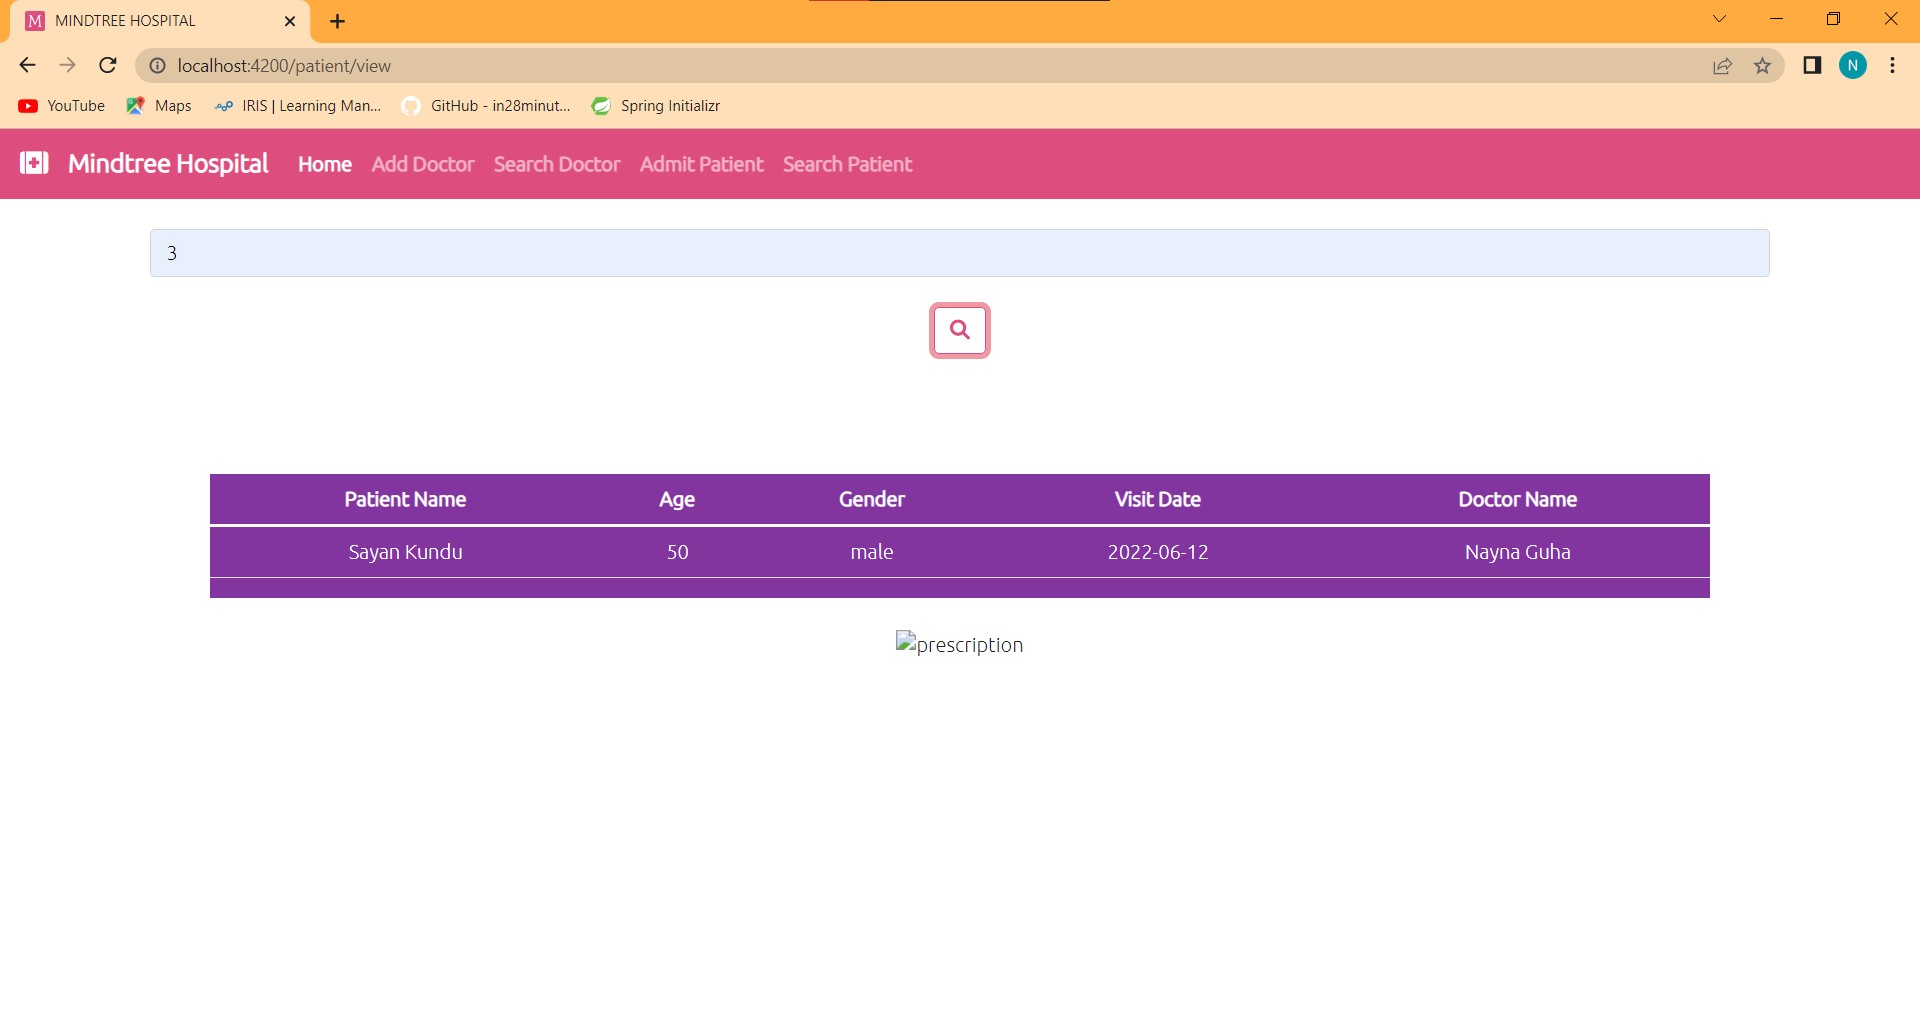 M MINDTREE HOSPITAL
localhost:4200/patient/view
N
YouTube Maps IRIS | Learning Man... GitHub - in28minut... Spring Initializr
Mindtree Hospital Home Add Doctor Search Doctor Admit Patient Search Patient
3
Patient Name Age Gender Visit Date Doctor Name
Sayan Kundu 50 male 2022-06-12 Nayna Guha
prescription